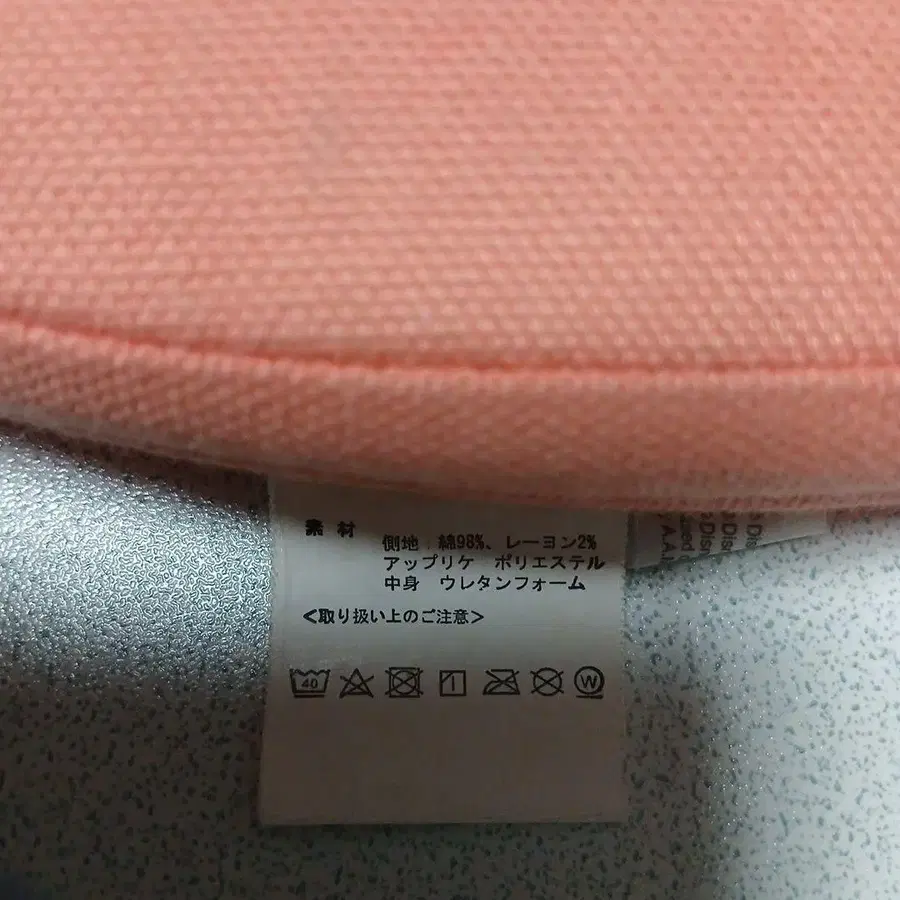 素材
側地：綿98%、レーヨン2%
アップリケ　ポリエステル
中身　ウレタンフォーム
<取り扱い上のご注意>
40
W